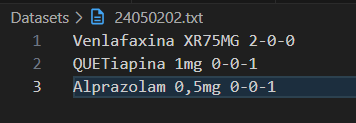 Datasets > 24050202.txt
1 Venlafaxina XR75MG 2-0-0
2 QUETiapina 1mg 0-0-1
3 Alprazolam 0,5mg 0-0-1